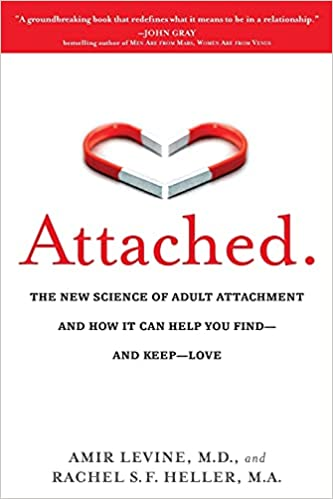 "A groundbreaking book that redefines what it means to be in a relationship."
—JOHN GRAY
bestselling author of MEN ARE FROM MARS, WOMEN ARE FROM VENUS
Attached.
THE NEW SCIENCE OF ADULT ATTACHMENT
AND HOW IT CAN HELP YOU FIND—
AND KEEP—LOVE
AMIR LEVINE, M.D., and
RACHEL S.F. HELLER, M.A.